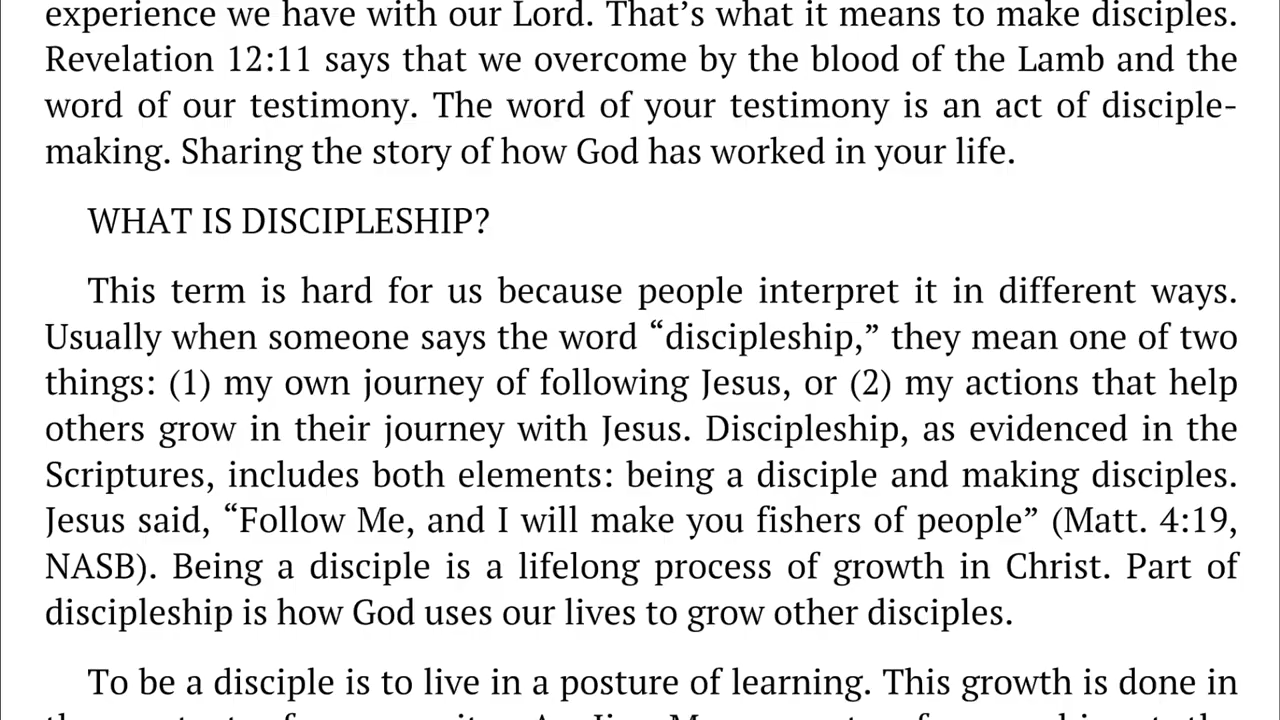 experience we have with our Lord. That’s what it means to make disciples.
Revelation 12:11 says that we overcome by the blood of the Lamb and the
word of our testimony. The word of your testimony is an act of disciple-
making. Sharing the story of how God has worked in your life.
WHAT IS DISCIPLESHIP?
This term is hard for us because people interpret it in different ways.
Usually when someone says the word “discipleship,” they mean one of two
things: (1) my own journey of following Jesus, or (2) my actions that help
others grow in their journey with Jesus. Discipleship, as evidenced in the
Scriptures, includes both elements: being a disciple and making disciples.
Jesus said, “Follow Me, and I will make you fishers of people” (Matt. 4:19,
NASB). Being a disciple is a lifelong process of growth in Christ. Part of
discipleship is how God uses our lives to grow other disciples.
To be a disciple is to live in a posture of learning. This growth is done in